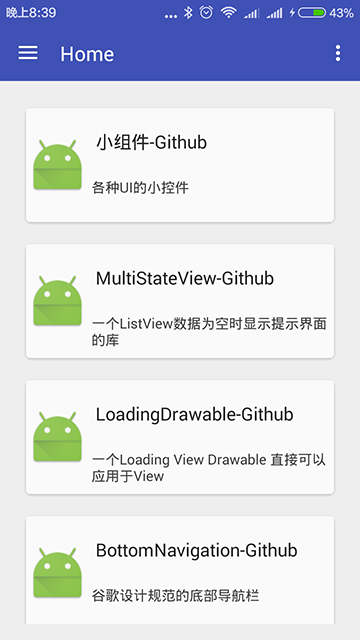 晚上8:39
43%
Home
小组件-Github
各种UI的小控件
MultiStateView-Github
一个ListView数据为空时显示提示界面
的库
LoadingDrawable-Github
一个Loading View Drawable 直接可以
应用于View
BottomNavigation-Github
谷歌设计规范的底部导航栏